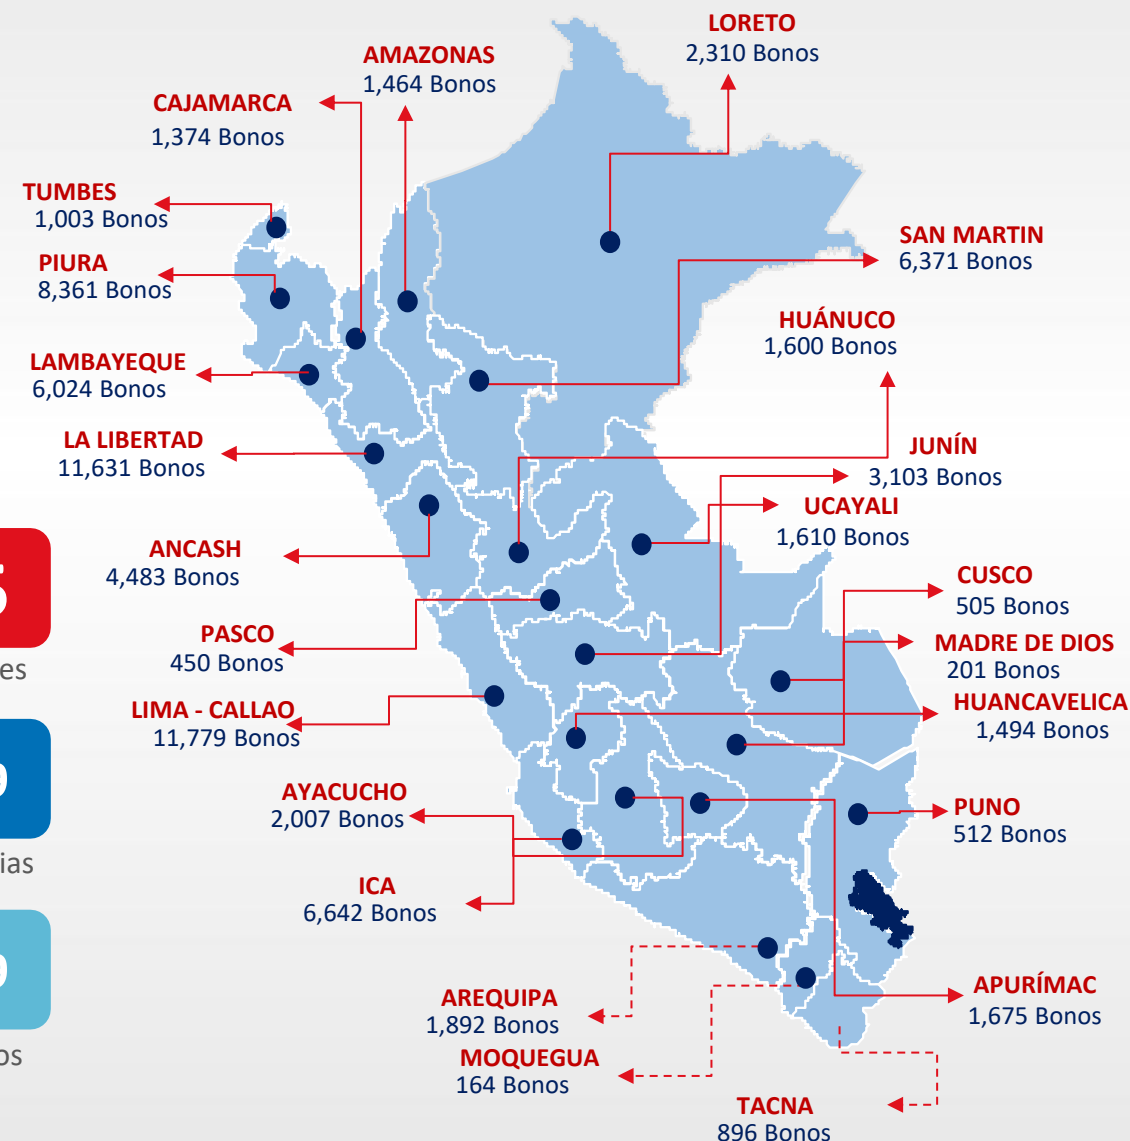 LORETO
2,310 Bonos
AMAZONAS
1,464 Bonos
CAJAMARCA
1,374 Bonos
TUMBES
1,003 Bonos
SAN MARTIN
6,371 Bonos
PIURA
8,361 Bonos
HUÁNUCO
1,600 Bonos
LAMBAYEQUE
6,024 Bonos
LA LIBERTAD
11,631 Bonos
JUNÍN
3,103 Bonos
UCAYALI
1,610 Bonos
ANCASH
4,483 Bonos
CUSCO
505 Bonos
PASCO
450 Bonos
MADRE DE DIOS
201 Bonos
HUANCAVELICA
1,494 Bonos
LIMA - CALLAO
11,779 Bonos
AYACUCHO
2,007 Bonos
PUNO
512 Bonos
ICA
6,642 Bonos
APURÍMAC
1,675 Bonos
AREQUIPA
1,892 Bonos
MOQUEGUA
164 Bonos
TACNA
896 Bonos